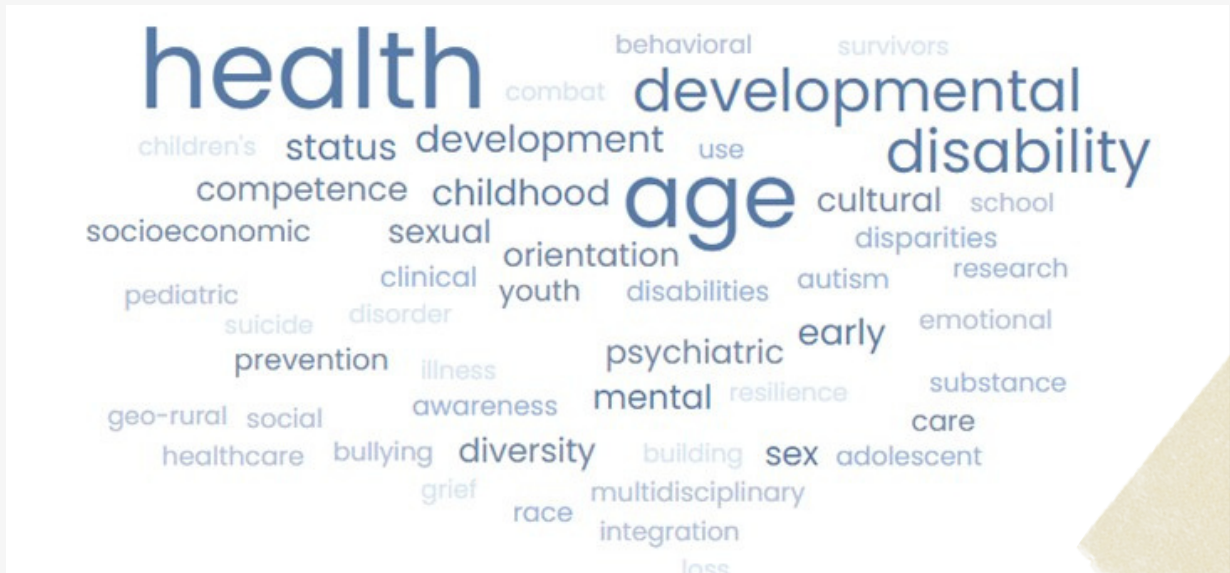 health
behavioral survivors
combat developmental
children's status development use disability
competence childhood age cultural school
socioeconomic sexual disparities
orientation
clinical autism research
pediatric youth disabilities
suicide disorder early emotional
prevention psychiatric
illness mental resilience substance
geo-rural social awareness care
healthcare bullying diversity building sex adolescent
grief multidisciplinary
race
integration
loss